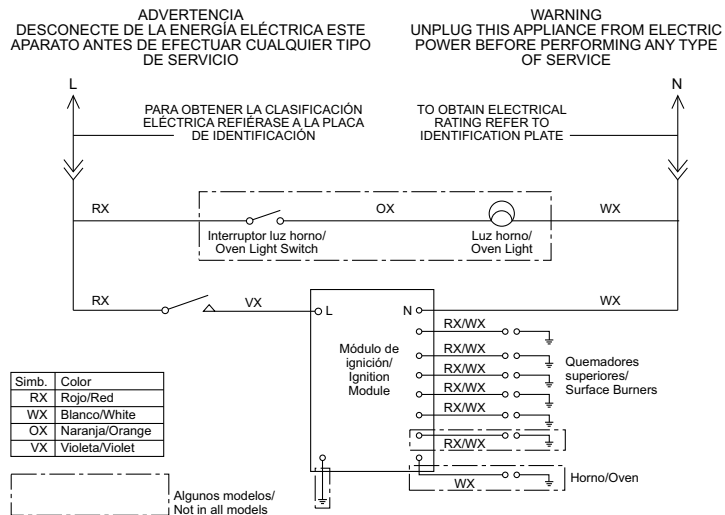 ADVERTENCIA
DESCONECTE DE LA ENERGÍA ELÉCTRICA ESTE
APARATO ANTES DE EFECTUAR CUALQUIER TIPO
DE SERVICIO
WARNING
UNPLUG THIS APPLIANCE FROM ELECTRIC
POWER BEFORE PERFORMING ANY TYPE
OF SERVICE
L
N
PARA OBTENER LA CLASIFICACIÓN
ELÉCTRICA REFIÉRASE A LA PLACA
DE IDENTIFICACIÓN
TO OBTAIN ELECTRICAL
RATING REFER TO
IDENTIFICATION PLATE
RX
OX
WX
Interruptor luz horno/
Oven Light Switch
Luz horno/
Oven Light
RX
VX
L
N
WX
Módulo de
ignición/
Ignition
Module
RX/WX
RX/WX
RX/WX
RX/WX
RX/WX
RX/WX
WX
Quemadores
superiores/
Surface Burners
Horno/Oven
Simb. Color
RX Rojo/Red
WX Blanco/White
OX Naranja/Orange
VX Violeta/Violet
Algunos modelos/
Not in all models